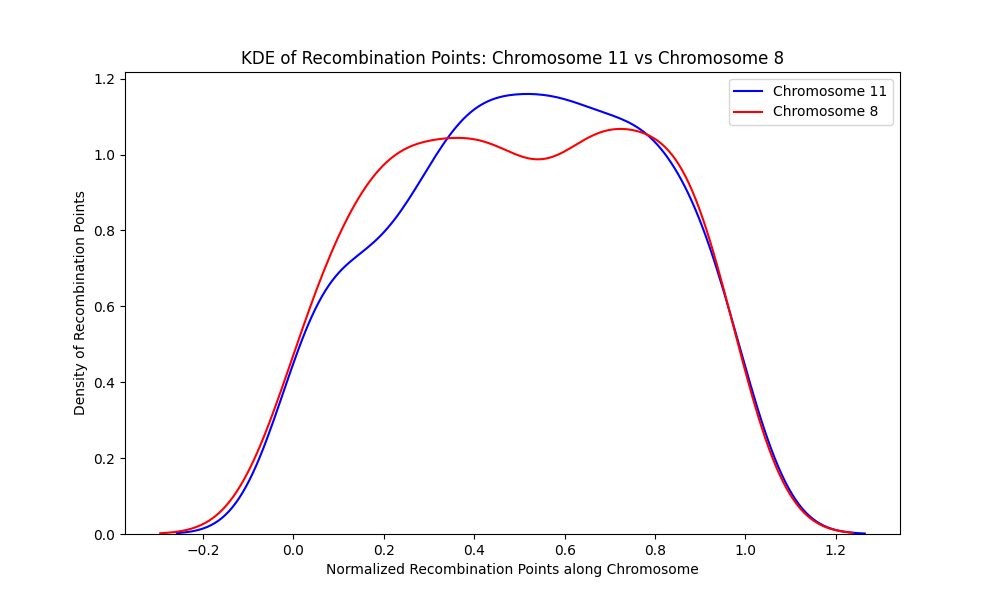 KDE of Recombination Points: Chromosome 11 vs Chromosome 8
Chromosome 11
Chromosome 8
Density of Recombination Points
1.2
1.0
0.8
0.6
0.4
0.2
0.0
−0.2 0.0 0.2 0.4 0.6 0.8 1.0 1.2
Normalized Recombination Points along Chromosome